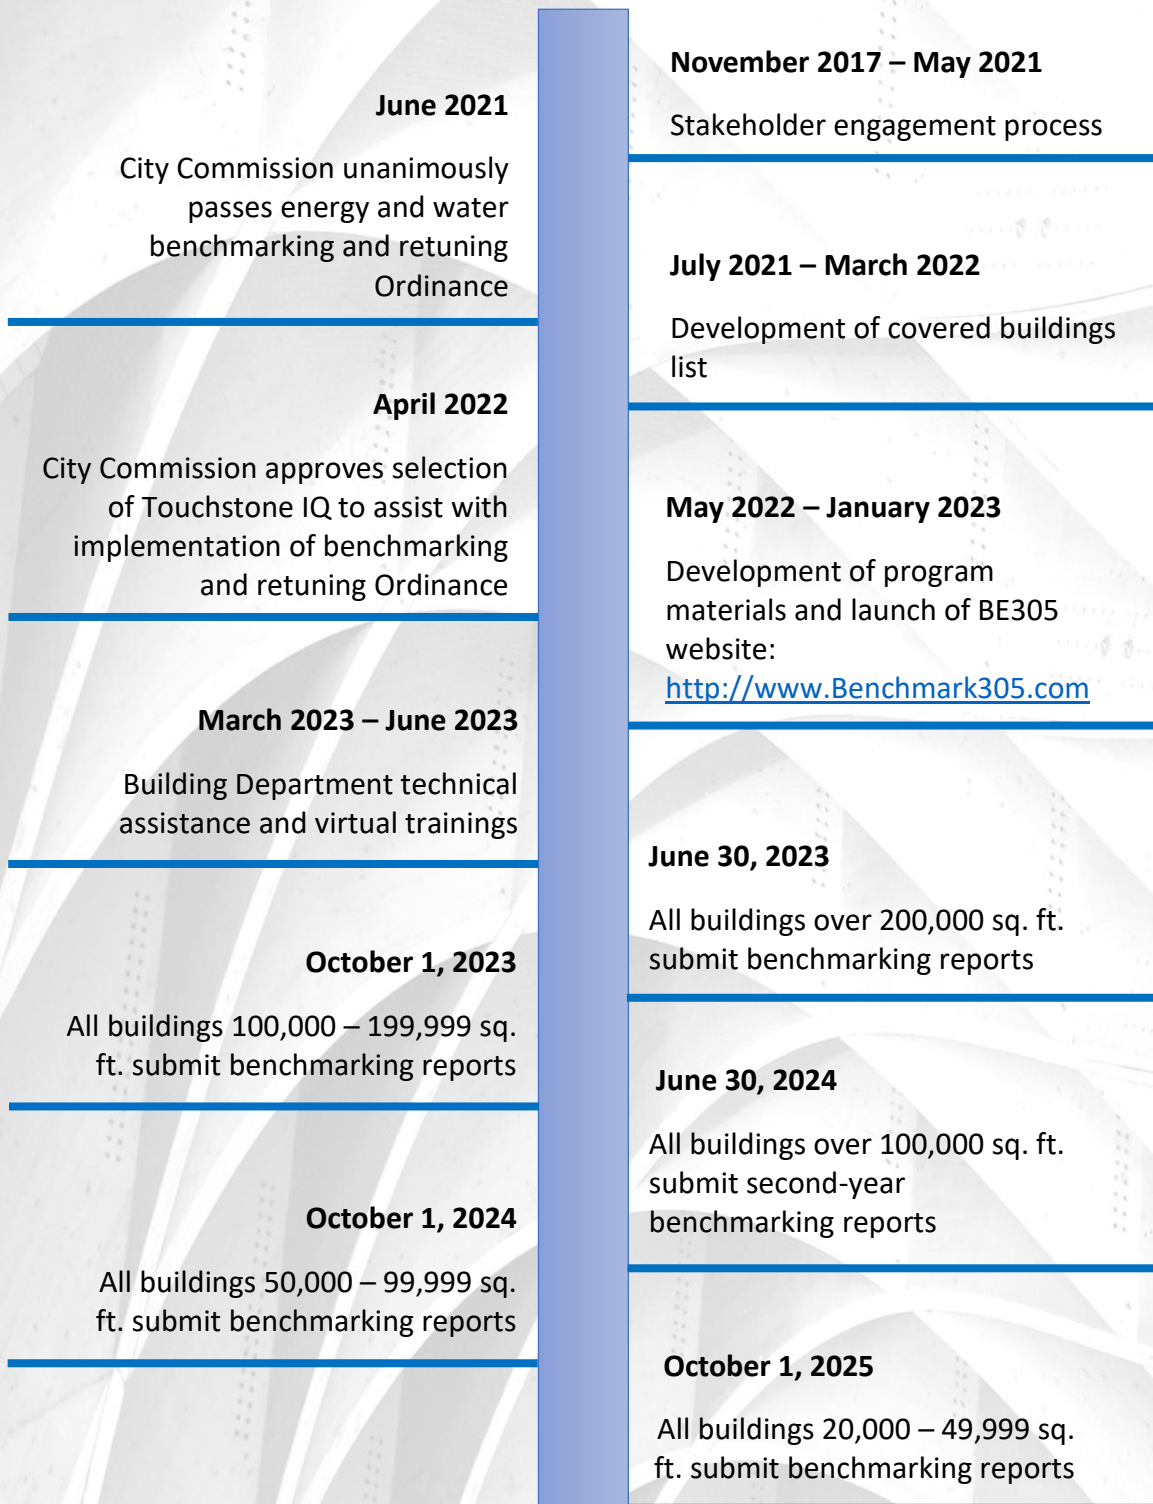 November 2017 – May 2021
Stakeholder engagement process
June 2021
City Commission unanimously
passes energy and water
benchmarking and retuning
Ordinance
July 2021 – March 2022
Development of covered buildings
list
April 2022
City Commission approves selection
of Touchstone IQ to assist with
implementation of benchmarking
and retuning Ordinance
May 2022 – January 2023
Development of program
materials and launch of BE305
website:
http://www.Benchmark305.com
March 2023 – June 2023
Building Department technical
assistance and virtual trainings
June 30, 2023
All buildings over 200,000 sq. ft.
submit benchmarking reports
October 1, 2023
All buildings 100,000 – 199,999 sq.
ft. submit benchmarking reports
June 30, 2024
All buildings over 100,000 sq. ft.
submit second-year
benchmarking reports
October 1, 2024
All buildings 50,000 – 99,999 sq.
ft. submit benchmarking reports
October 1, 2025
All buildings 20,000 – 49,999 sq.
ft. submit benchmarking reports